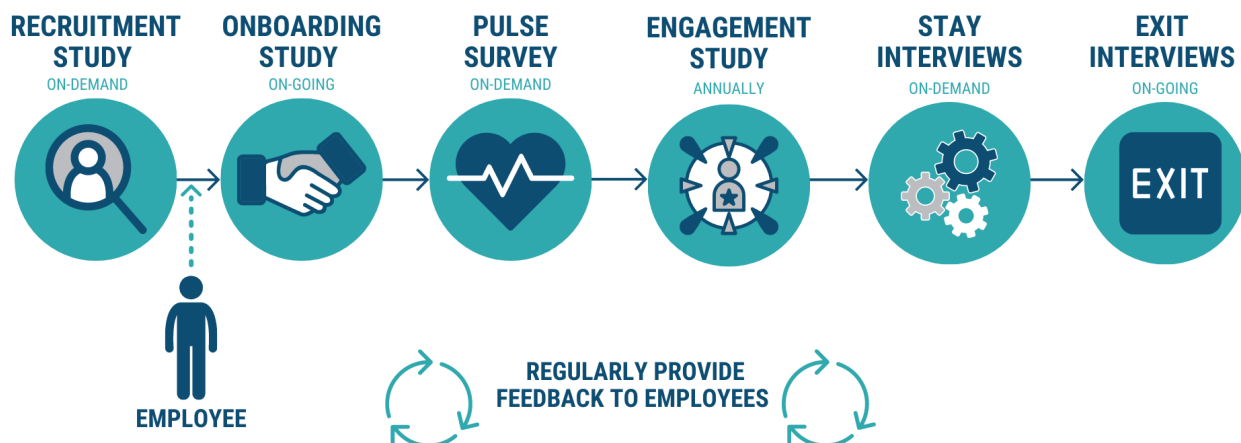 RECRUITMENT
STUDY
ON-DEMAND
ONBOARDING
STUDY
ON-GOING
PULSE
SURVEY
ON-DEMAND
ENGAGEMENT
STUDY
ANNUALLY
STAY
INTERVIEWS
ON-DEMAND
EXIT
INTERVIEWS
ON-GOING
EXIT
EMPLOYEE
REGULARLY PROVIDE
FEEDBACK TO EMPLOYEES